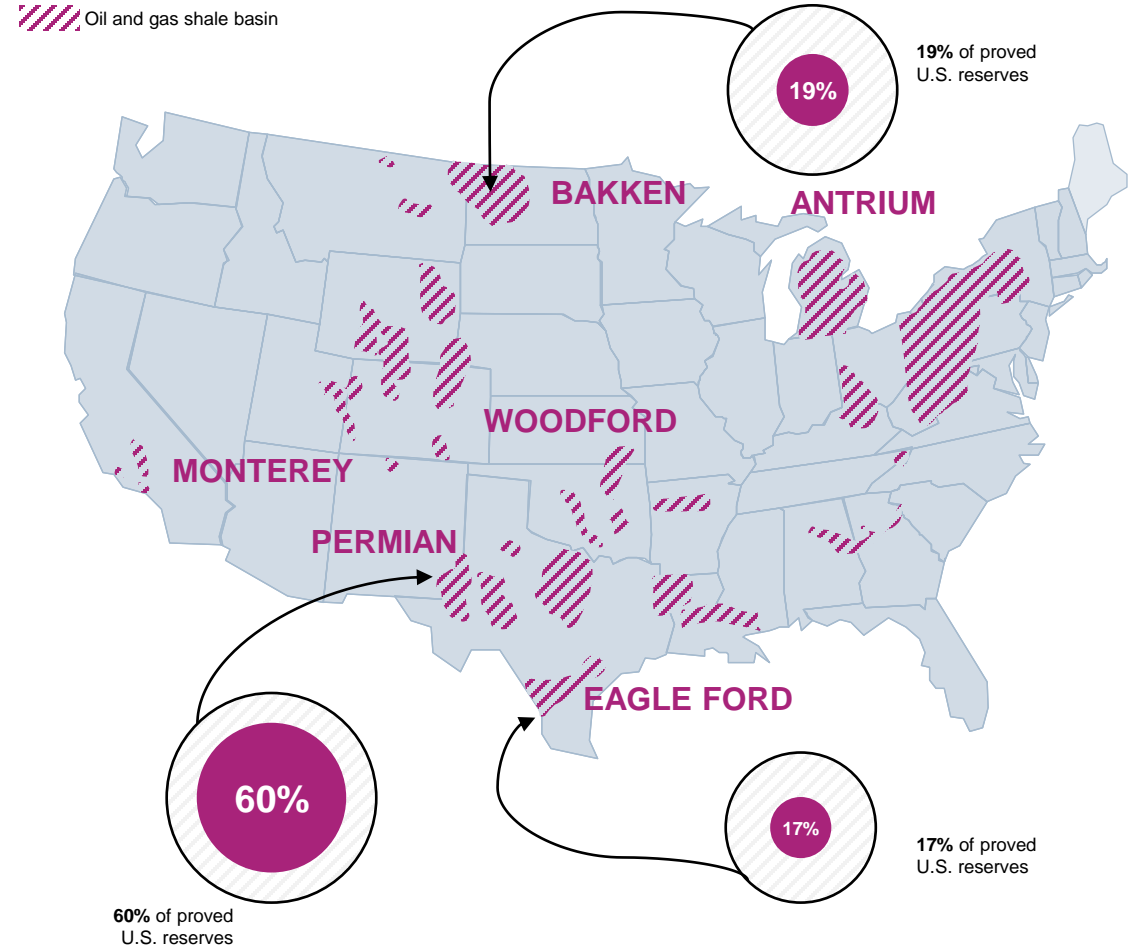 Oil and gas shale basin
19%
19% of proved
U.S. reserves
BAKKEN
ANTRIUM
WOODFORD
MONTEREY
PERMIAN
EAGLE FORD
60%
60% of proved
U.S. reserves
17%
17% of proved
U.S. reserves